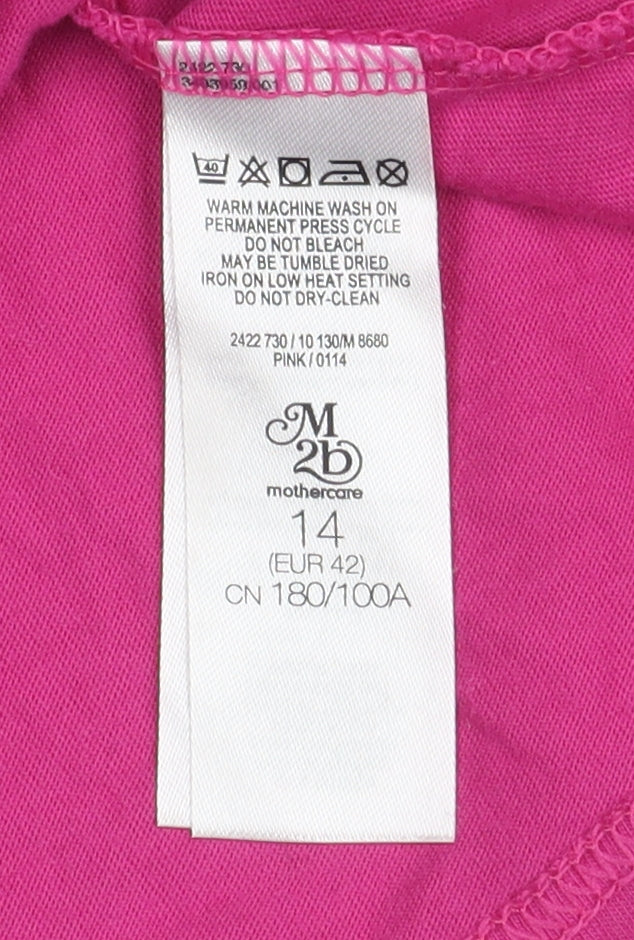 40
WARM MACHINE WASH ON
PERMANENT PRESS CYCLE
DO NOT BLEACH
MAY BE TUMBLE DRIED
IRON ON LOW HEAT SETTING
DO NOT DRY-CLEAN
2422 730 / 10 130/M 8680
PINK / 0114
M
2b
mothercare
14
(EUR 42)
CN 180/100A